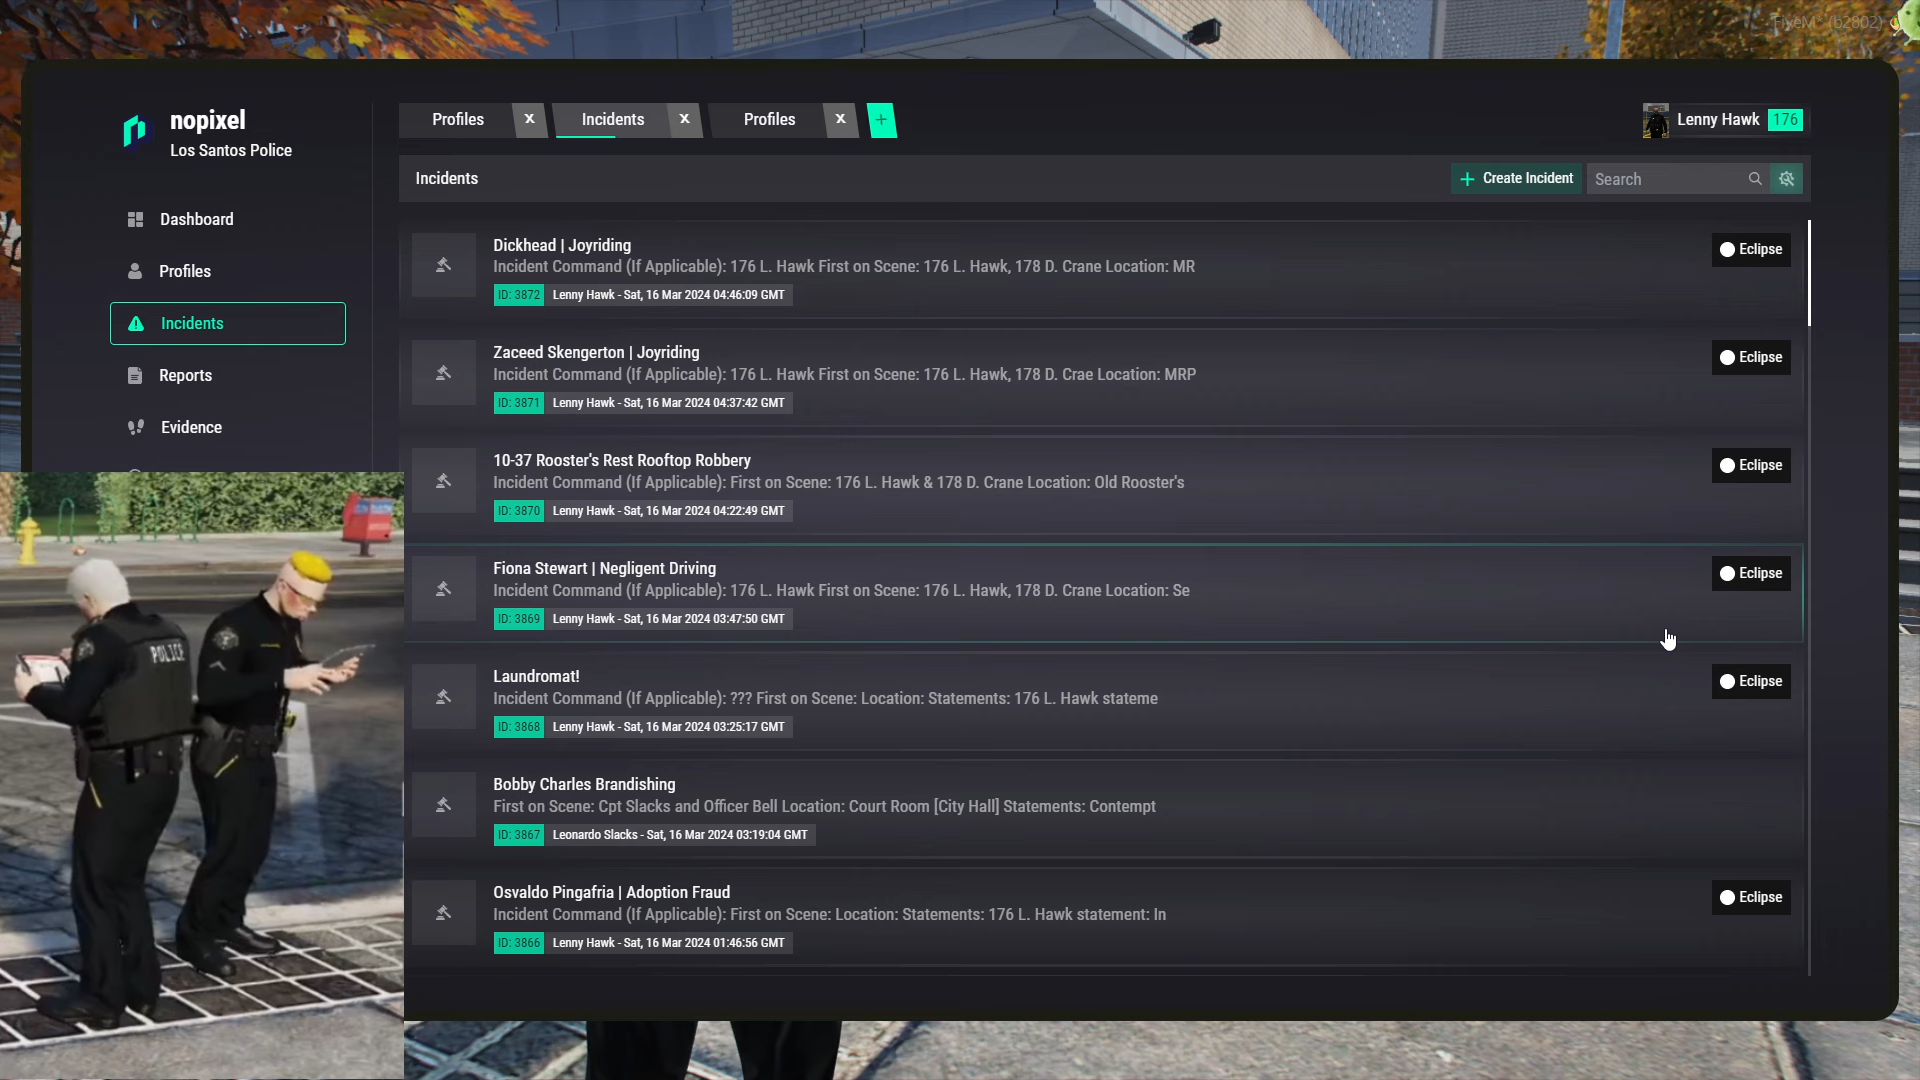 FiveM* (b2802)
nopixel
Los Santos Police
Profiles X Incidents X Profiles X +
Lenny Hawk 176
Incidents
+ Create Incident
Search
Dashboard
Profiles
Incidents
Reports
Evidence
Dickhead | Joyriding
Incident Command (If Applicable): 176 L. Hawk First on Scene: 176 L. Hawk, 178 D. Crane Location: MR
ID: 3872 Lenny Hawk - Sat, 16 Mar 2024 04:46:09 GMT
Eclipse
Zaceed Skengerton | Joyriding
Incident Command (If Applicable): 176 L. Hawk First on Scene: 176 L. Hawk, 178 D. Crae Location: MRP
ID: 3871 Lenny Hawk - Sat, 16 Mar 2024 04:37:42 GMT
Eclipse
10-37 Rooster's Rest Rooftop Robbery
Incident Command (If Applicable): First on Scene: 176 L. Hawk & 178 D. Crane Location: Old Rooster's
ID: 3870 Lenny Hawk - Sat, 16 Mar 2024 04:22:49 GMT
Eclipse
Fiona Stewart | Negligent Driving
Incident Command (If Applicable): 176 L. Hawk First on Scene: 176 L. Hawk, 178 D. Crane Location: Se
ID: 3869 Lenny Hawk - Sat, 16 Mar 2024 03:47:50 GMT
Eclipse
Laundromat!
Incident Command (If Applicable): ??? First on Scene: Location: Statements: 176 L. Hawk stateme
ID: 3868 Lenny Hawk - Sat, 16 Mar 2024 03:25:17 GMT
Eclipse
Bobby Charles Brandishing
First on Scene: Cpt Slacks and Officer Bell Location: Court Room [City Hall] Statements: Contempt
ID: 3867 Leonardo Slacks - Sat, 16 Mar 2024 03:19:04 GMT
Osvaldo Pingafria | Adoption Fraud
Incident Command (If Applicable): First on Scene: Location: Statements: 176 L. Hawk statement: In
ID: 3866 Lenny Hawk - Sat, 16 Mar 2024 01:46:56 GMT
Eclipse
POLICE